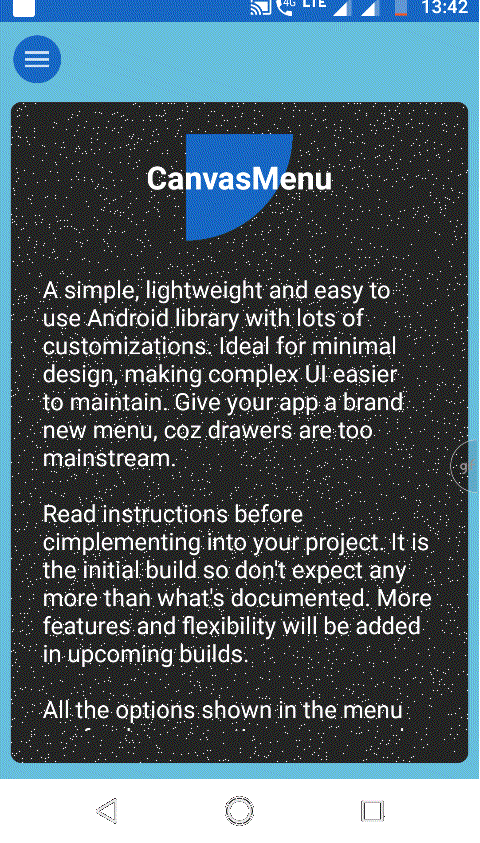 4G LTE 13:42
CanvasMenu
A simple, lightweight and easy to
use Android library with lots of
customizations. Ideal for minimal
design, making complex UI easier
to maintain. Give your app a brand
new menu, coz drawers are too
mainstream.
Read instructions before
cimplementing into your project. It is
the initial build so don't expect any
more than what's documented. More
features and flexibility will be added
in upcoming builds.
All the options shown in the menu